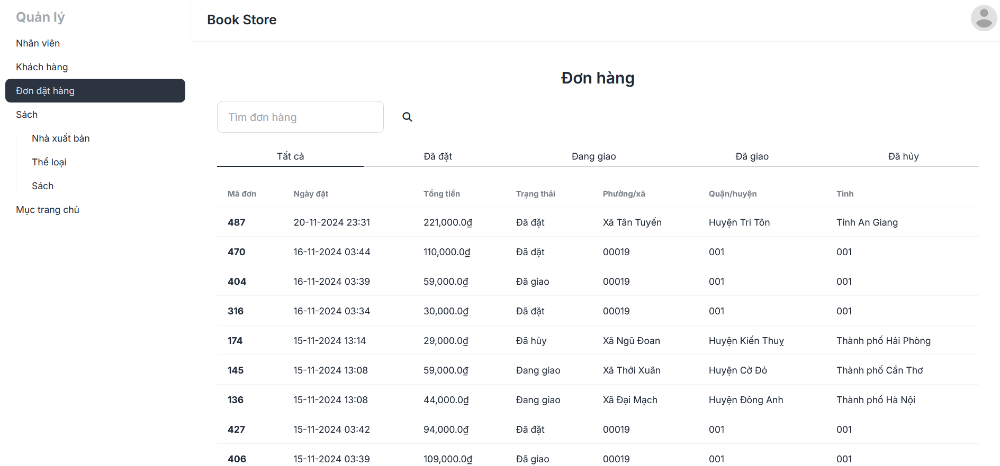 Quản lý
Nhân viên
Khách hàng
Đơn đặt hàng
Sách
Nhà xuất bản
Thể loại
Sách
Mục trang chủ
Book Store
Đơn hàng
Tìm đơn hàng
Tất cả Đã đặt Đang giao Đã giao Đã hủy
Mã đơn Ngày đặt Tổng tiền Trạng thái Phường/xã Quận/huyện Tỉnh
487 20-11-2024 23:31 221,000.0₫ Đã đặt Xã Tân Tuyến Huyện Tri Tôn Tỉnh An Giang
470 16-11-2024 03:44 110,000.0₫ Đã đặt 00019 001 001
404 16-11-2024 03:39 59,000.0₫ Đã giao 00019 001 001
316 16-11-2024 03:34 30,000.0₫ Đã đặt 00019 001 001
174 15-11-2024 13:14 29,000.0₫ Đã hủy Xã Ngũ Đoan Huyện Kiến Thuỵ Thành phố Hải Phòng
145 15-11-2024 13:08 59,000.0₫ Đang giao Xã Thới Xuân Huyện Cờ Đỏ Thành phố Cần Thơ
136 15-11-2024 13:08 44,000.0₫ Đang giao Xã Đại Mạch Huyện Đông Anh Thành phố Hà Nội
427 15-11-2024 03:42 94,000.0₫ Đã đặt 00019 001 001
406 15-11-2024 03:39 109,000.0₫ Đã giao 00019 001 001